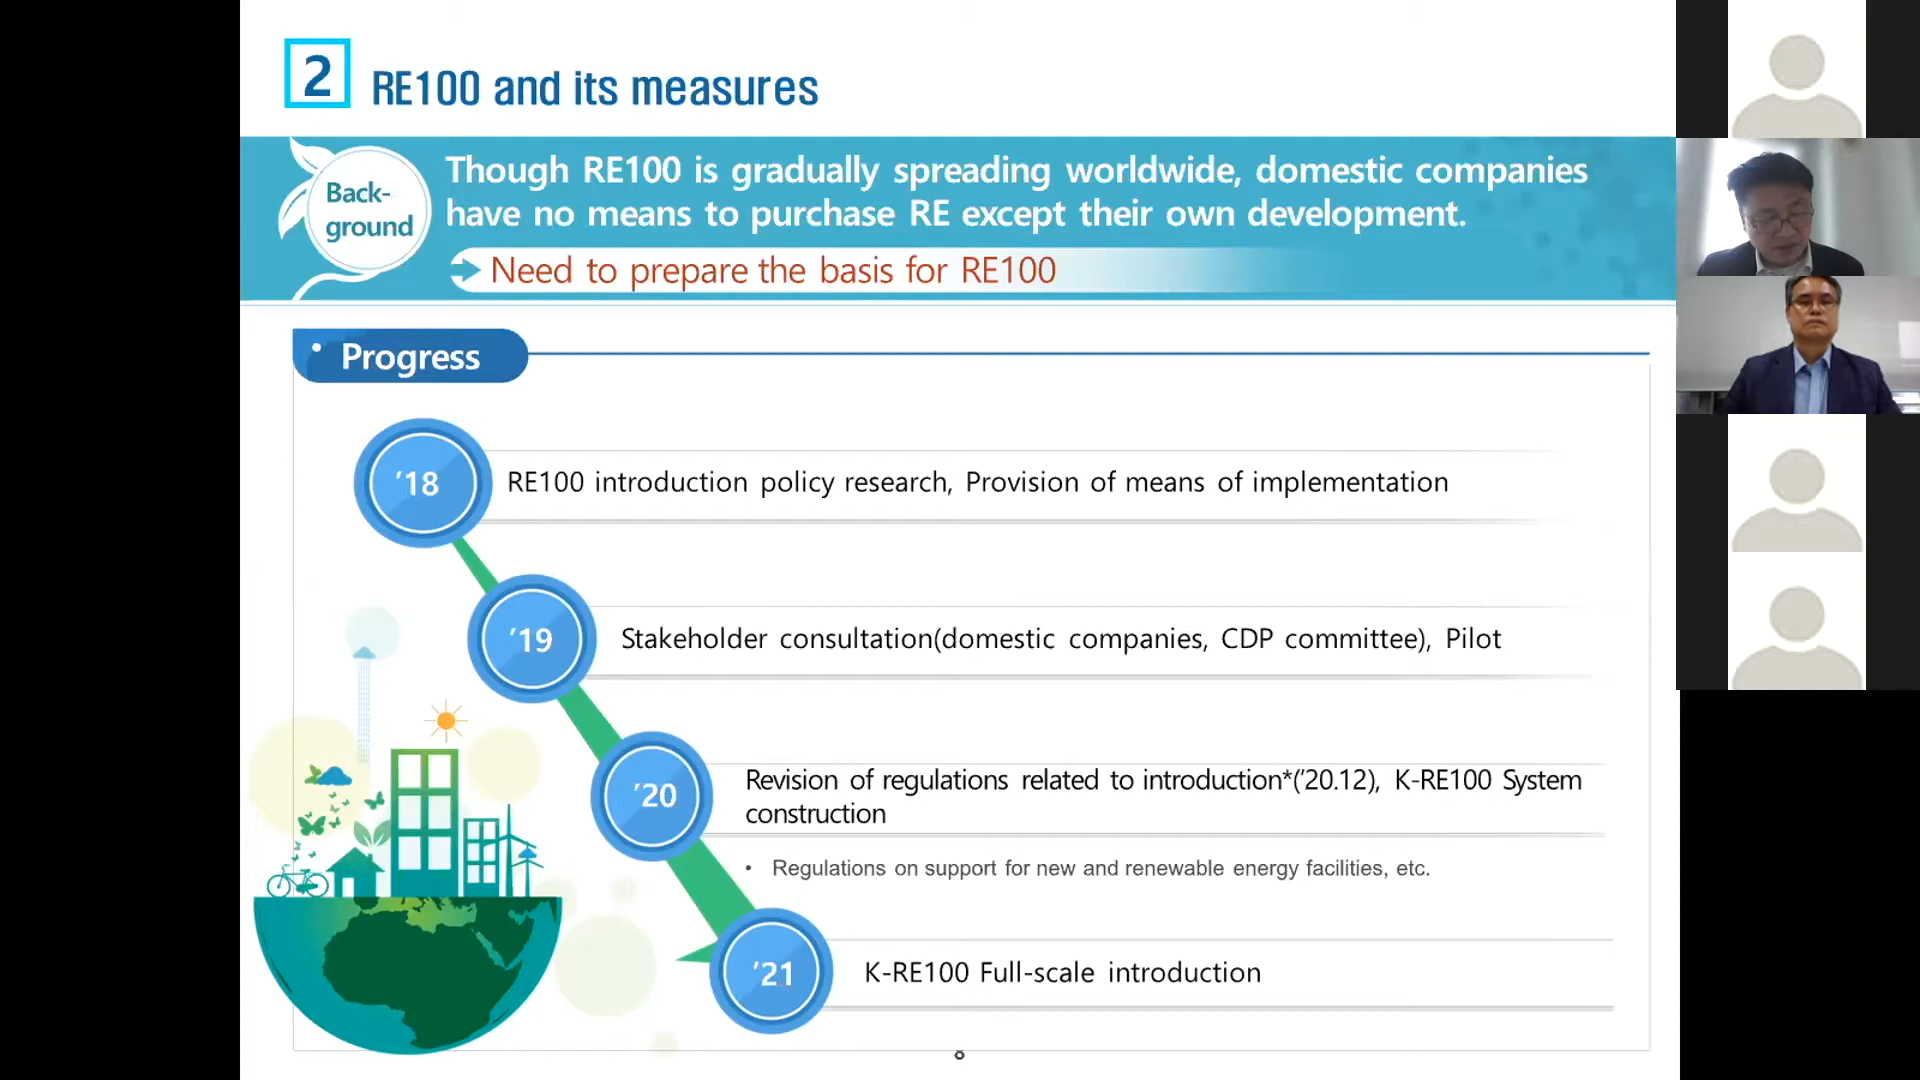 2
RE100 and its measures
Back-
ground
Though RE100 is gradually spreading worldwide, domestic companies
have no means to purchase RE except their own development.
Need to prepare the basis for RE100
• Progress
’18
RE100 introduction policy research, Provision of means of implementation
’19
Stakeholder consultation(domestic companies, CDP committee), Pilot
’20
Revision of regulations related to introduction*(’20.12), K-RE100 System
construction
• Regulations on support for new and renewable energy facilities, etc.
’21
K-RE100 Full-scale introduction
8